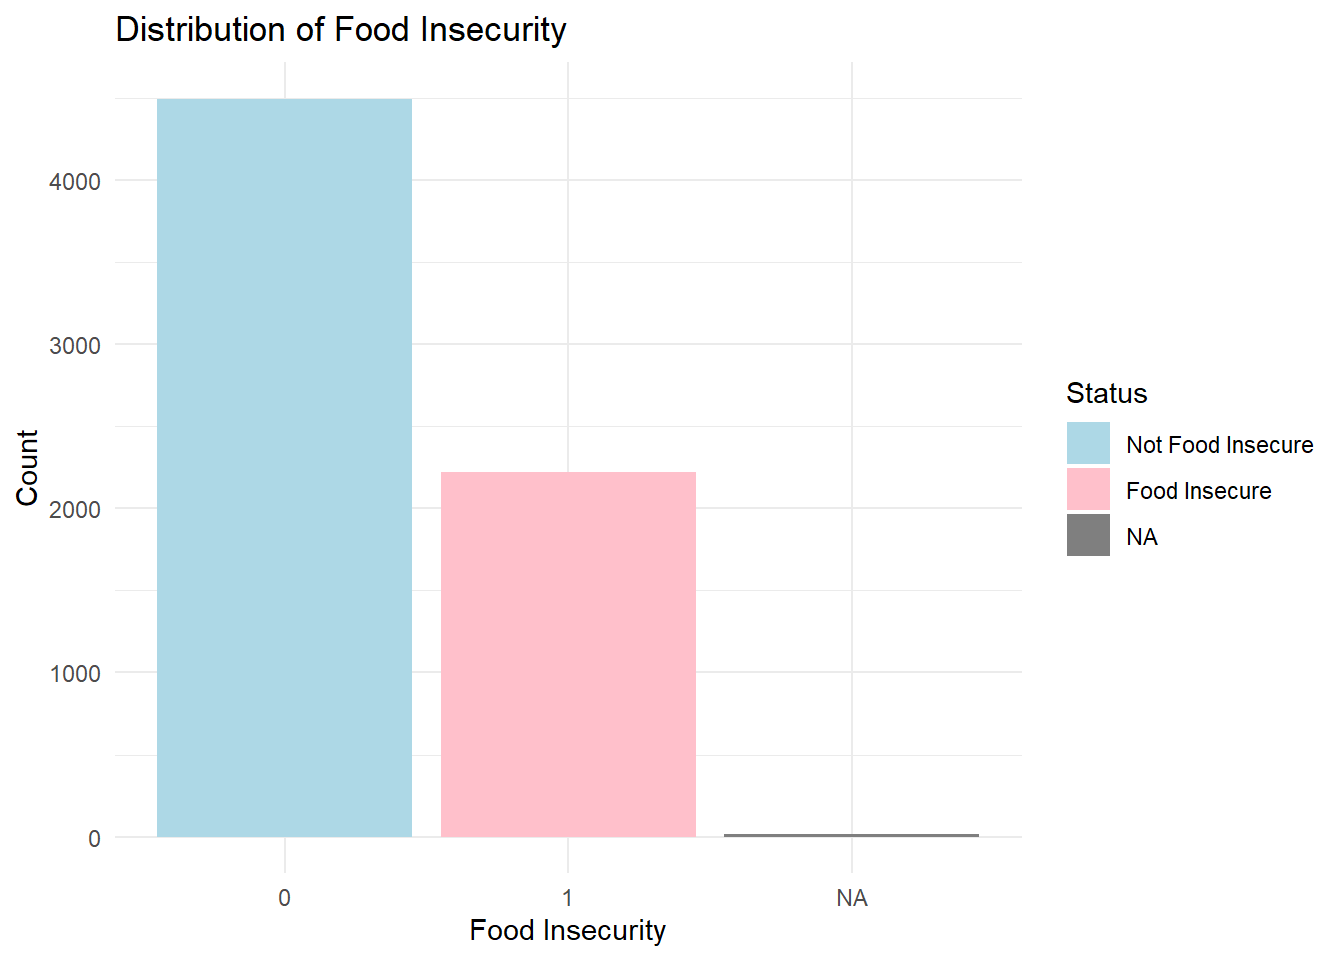 Distribution of Food Insecurity
Count
4000
3000
2000
1000
0
0
1
NA
Food Insecurity
Status
Not Food Insecure
Food Insecure
NA